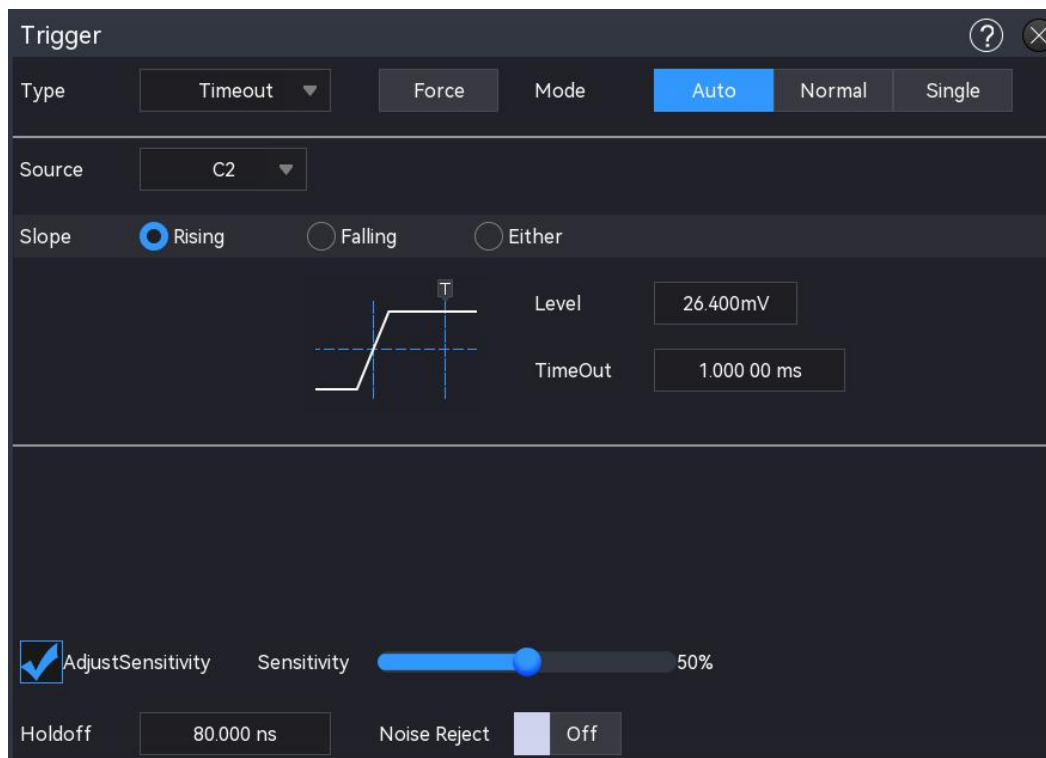 Trigger ?
Type Timeout Force Mode Auto Normal Single
Source C2
Slope Rising Falling Either
T
Level 26.400mV
TimeOut 1.000 00 ms
AdjustSensitivity Sensitivity 50%
Holdoff 80.000 ns Noise Reject Off